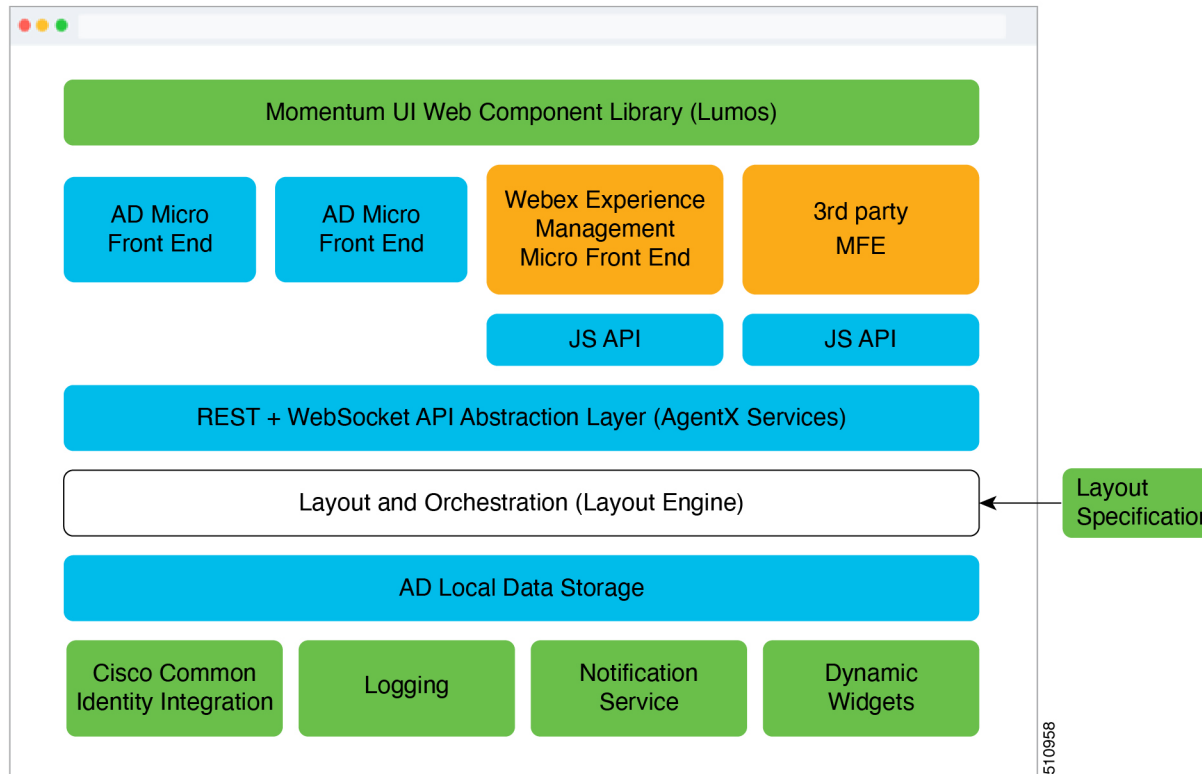 Momentum UI Web Component Library (Lumos)
AD Micro
Front End
AD Micro
Front End
Webex Experience
Management
Micro Front End
3rd party
MFE
JS API
JS API
REST + WebSocket API Abstraction Layer (AgentX Services)
Layout and Orchestration (Layout Engine)
Layout
Specification
AD Local Data Storage
Cisco Common
Identity Integration
Logging
Notification
Service
Dynamic
Widgets
510958